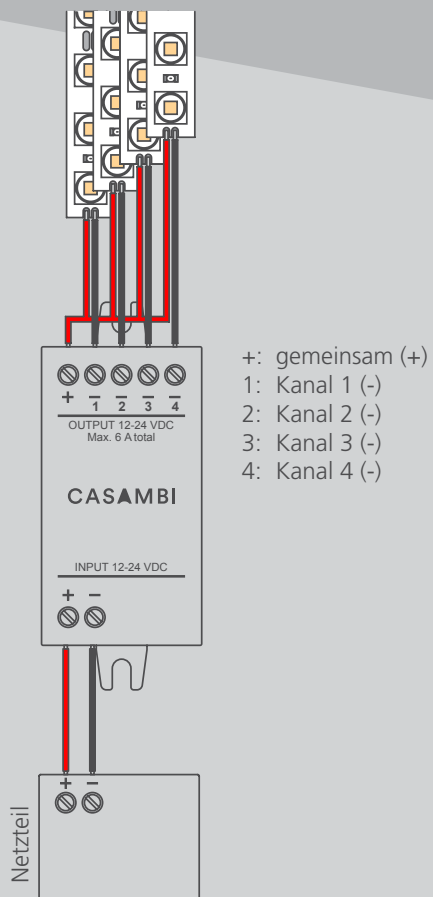 + − − − −
1 2 3 4
OUTPUT 12-24 VDC
Max. 6 A total
CASAMBI
INPUT 12-24 VDC
+ −
+ −
Netzteil
+: gemeinsam (+)
1: Kanal 1 (-)
2: Kanal 2 (-)
3: Kanal 3 (-)
4: Kanal 4 (-)